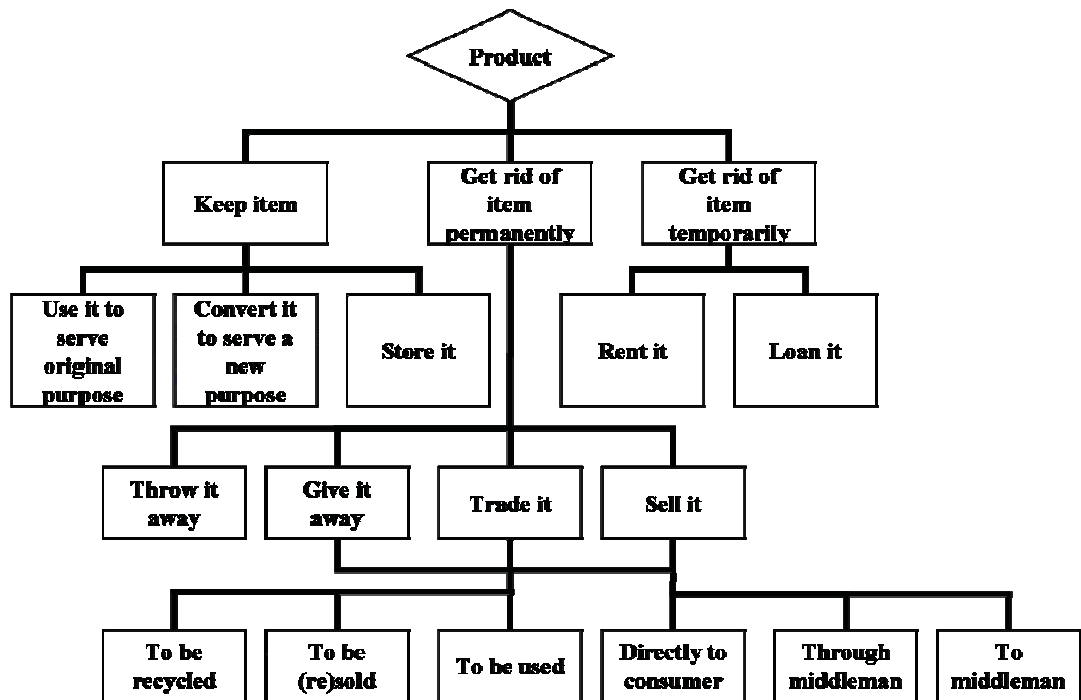 Product
Keep item
Get rid of
item
permanently
Get rid of
item
temporarily
Use it to
serve
original
purpose
Convert it
to serve a
new
purpose
Store it
Rent it
Loan it
Throw it
away
Give it
away
Trade it
Sell it
To be
recycled
To be
(re)sold
To be used
Directly to
consumer
Through
middleman
To
middleman